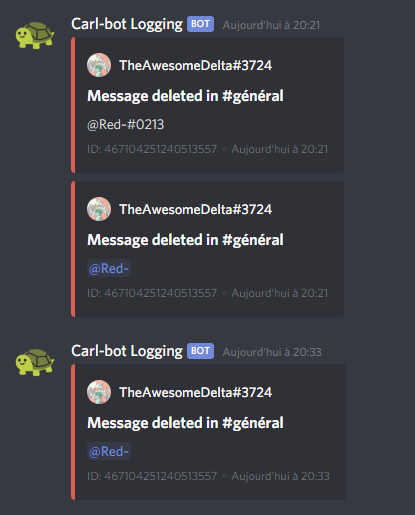 Carl-bot Logging BOT Aujourd'hui à 20:21
TheAwesomeDelta#3724
Message deleted in #général
@Red~#0213
ID: 467104251240513557 • Aujourd'hui à 20:21
TheAwesomeDelta#3724
Message deleted in #général
@Red~
ID: 467104251240513557 • Aujourd'hui à 20:21
Carl-bot Logging BOT Aujourd'hui à 20:33
TheAwesomeDelta#3724
Message deleted in #général
@Red~
ID: 467104251240513557 • Aujourd'hui à 20:33